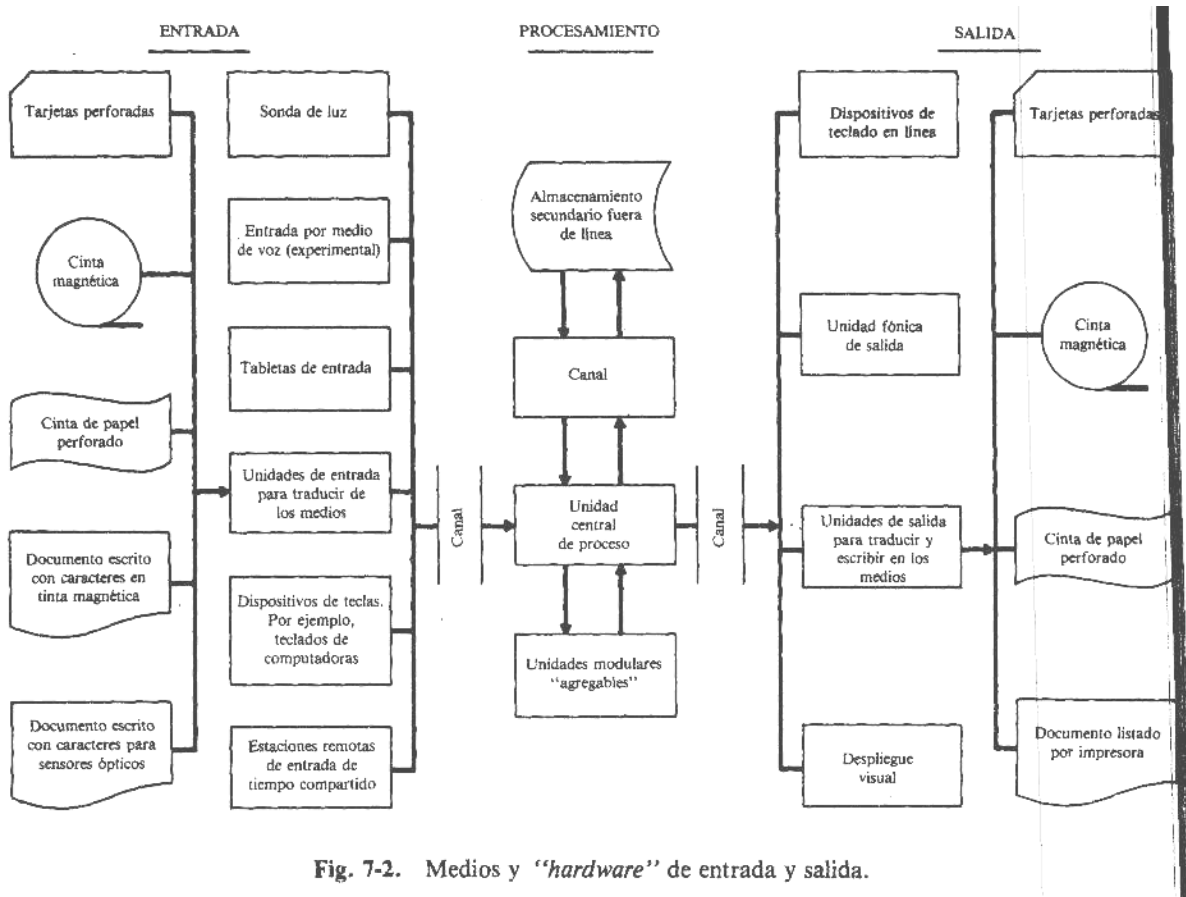 ENTRADA
PROCESAMIENTO
SALIDA
Tarjetas perforadas
Cinta
magnética
Cinta de papel
perforado
Documento escrito
con caracteres en
tinta magnética
Documento escrito
con caracteres para
sensores ópticos
Sonda de luz
Entrada por medio
de voz (experimental)
Tabletas de entrada
Unidades de entrada
para traducir de
los medios
Dispositivos de teclas.
Por ejemplo,
teclados de
computadoras
Estaciones remotas
de entrada de
tiempo compartido
Canal
Almacenamiento
secundario fuera
de línea
Canal
Unidad
central
de proceso
Unidades modulares
“agregables”
Canal
Dispositivos de
teclado en línea
Unidad fónica
de salida
Unidades de salida
para traducir y
escribir en los
medios
Despliegue
visual
Tarjetas perforadas
Cinta
magnética
Cinta de papel
perforado
Documento listado
por impresora
Fig. 7-2. Medios y “hardware” de entrada y salida.